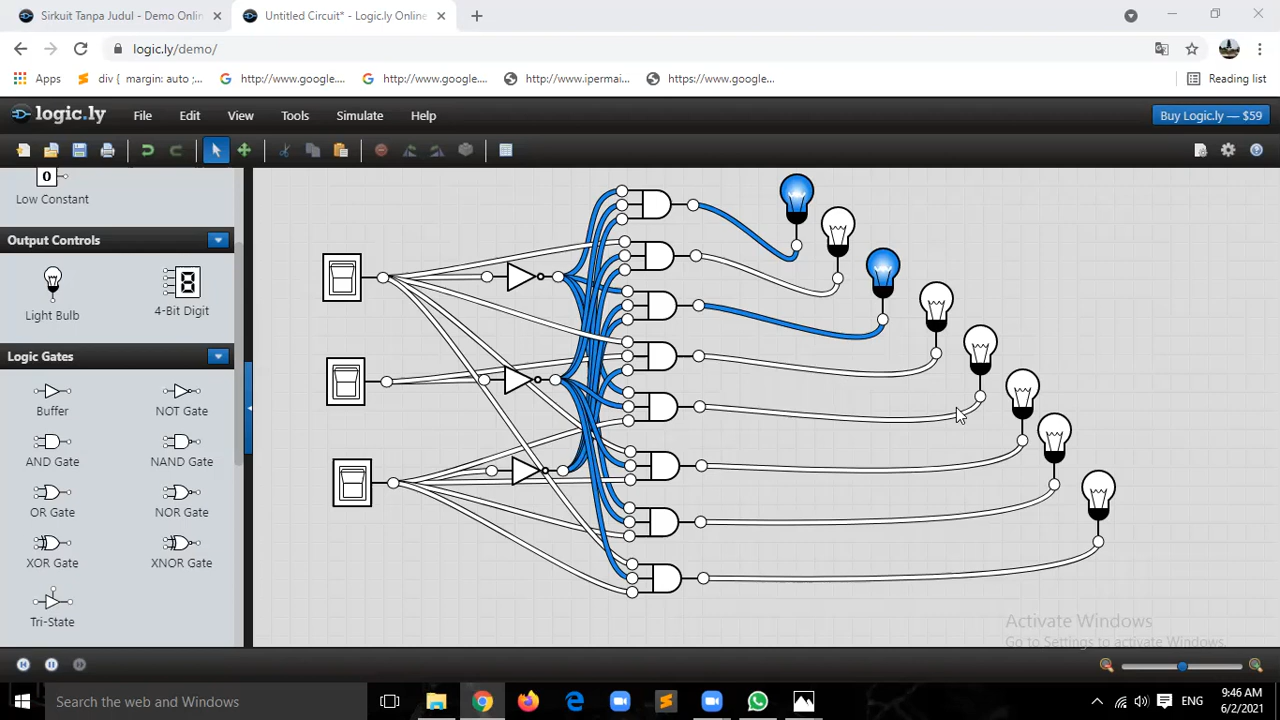 Sirkuit Tanpa Judul - Demo Onlin
Untitled Circuit* - Logic.ly Online
logic.ly/demo/
Apps
div { margin: auto ;...
http://www.google....
http://www.google....
http://www.ipermai...
https://www.google...
Reading list
logic.ly
File
Edit
View
Tools
Simulate
Help
Buy Logic.ly — $59
0
Low Constant
Output Controls
Light Bulb
4-Bit Digit
Logic Gates
Buffer
NOT Gate
AND Gate
NAND Gate
OR Gate
NOR Gate
XOR Gate
XNOR Gate
Tri-State
Activate Windows
Go to Settings to activate Windows.
Search the web and Windows
ENG
9:46 AM
6/2/2021